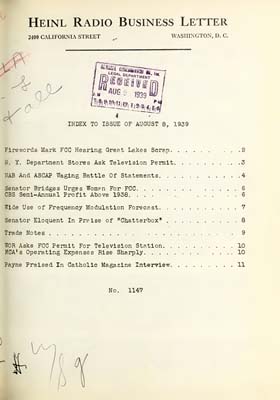 HEINL RADIO BUSINESS LETTER
2400 CALIFORNIA STREET WASHINGTON, D. C.
LEGAL DEPARTMENT
RECEIVED
AUG 9 1939
INDEX TO ISSUE OF AUGUST 8, 1939
Firewords Mark FCC Hearing Great Lakes Scrap. . . . . . . . . . .2
N. Y. Department Stores Ask Television Permit. . . . . . . . . .3
NAB And ASCAP Waging Battle Of Statements. . . . . . . . . . . .4
Senator Bridges Urges Women For FCC. . . . . . . . . . . . . . .6
CBS Semi-Annual Profit Above 1938. . . . . . . . . . . . . . . .6
Wide Use of Frequency Modulation Forecast. . . . . . . . . . . .7
Senator Eloquent In Praise of "Chatterbox" . . . . . . . . . . .8
Trade Notes . . . . . . . . . . . . . . . . . . . . . . . . . . .9
WOR Asks FCC Permit For Television Station. . . . . . . . . . . 10
MCA's Operating Expenses Rise Sharply. . . . . . . . . . . . . . 10
Payne Praised In Catholic Magazine Interview. . . . . . . . . . 11
No. 1147